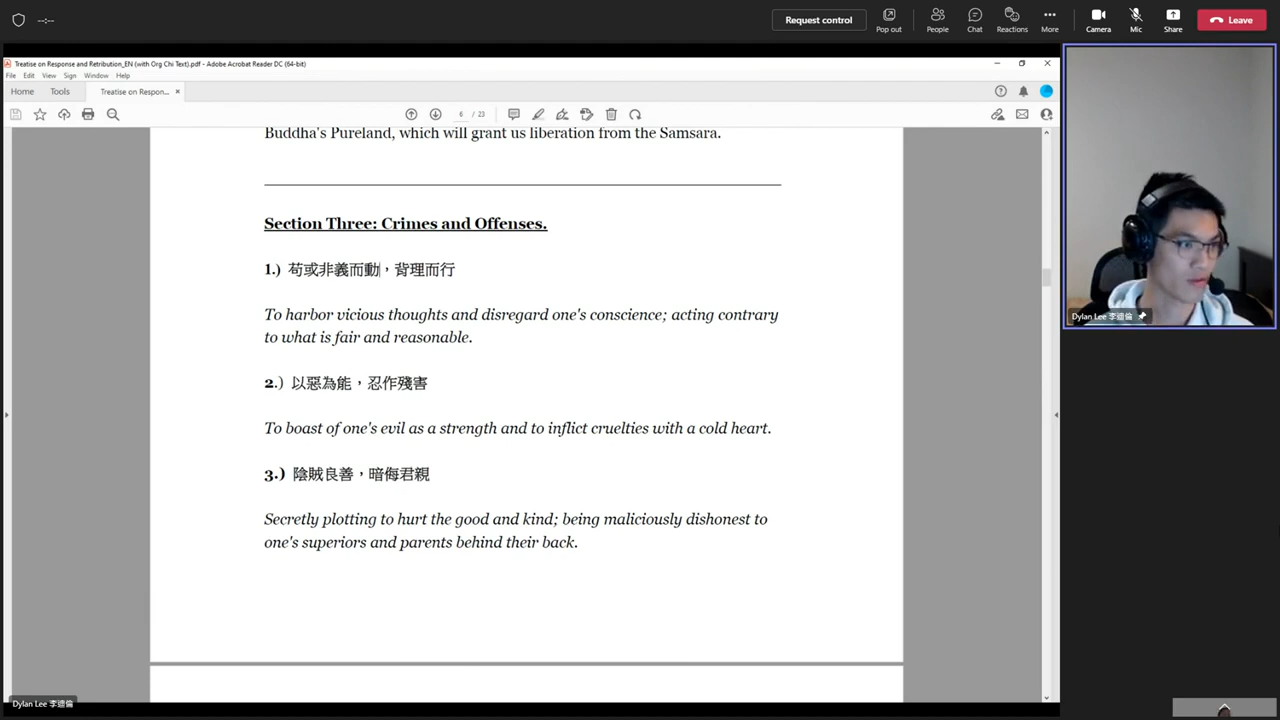 --:--
Request control
Pop out
People
Chat
Reactions
More
Camera
Mic
Share
Leave
Treatise on Response and Retribution_EN (with Org Chi Text).pdf - Adobe Acrobat Reader DC (64-bit)
File Edit View Sign Window Help
Home Tools Treatise on Respon... ×
6 / 23
Buddha's Pureland, which will grant us liberation from the Samsara.
Section Three: Crimes and Offenses.
1.) 苟或非義而動，背理而行
To harbor vicious thoughts and disregard one's conscience; acting contrary
to what is fair and reasonable.
2.) 以惡為能，忍作殘害
To boast of one's evil as a strength and to inflict cruelties with a cold heart.
3.) 陰賊良善，暗侮君親
Secretly plotting to hurt the good and kind; being maliciously dishonest to
one's superiors and parents behind their back.
Dylan Lee 李迪倫
Dylan Lee 李迪倫